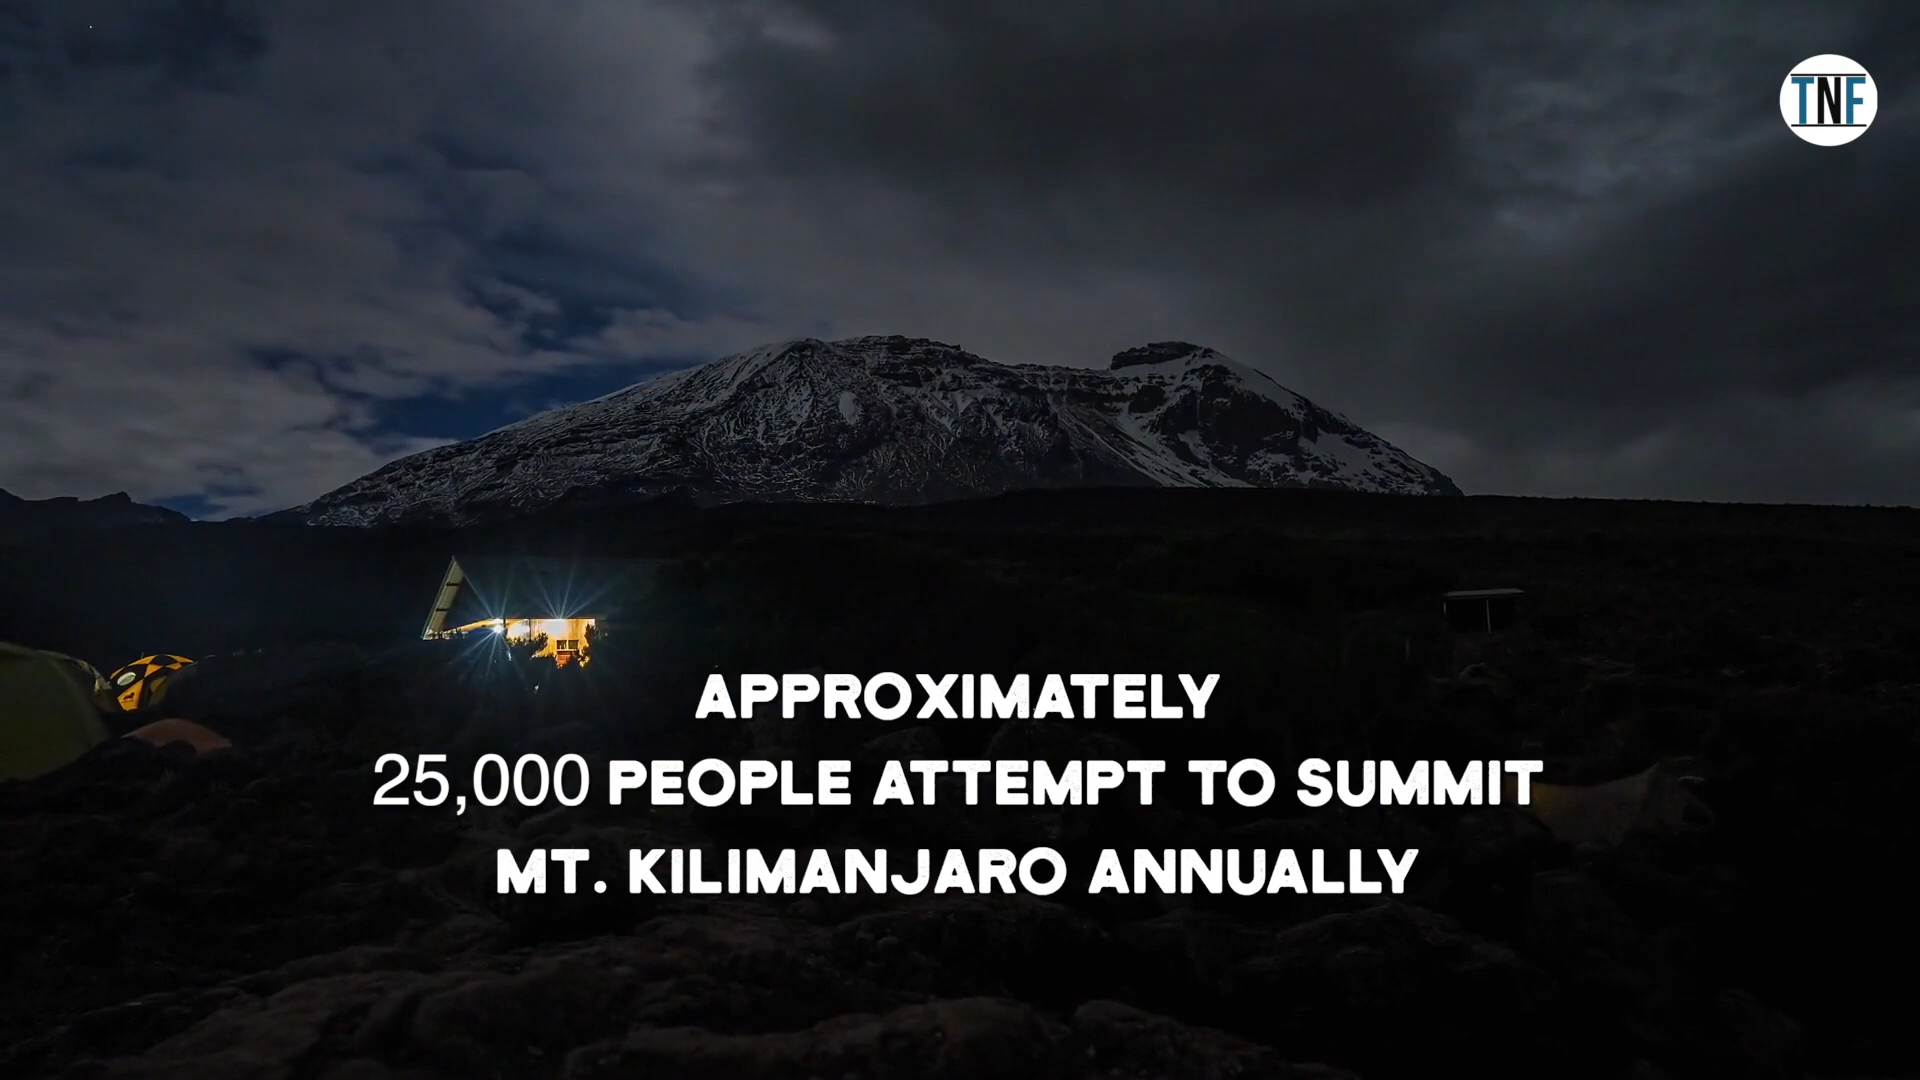 TNF
APPROXIMATELY
25,000 PEOPLE ATTEMPT TO SUMMIT
MT. KILIMANJARO ANNUALLY